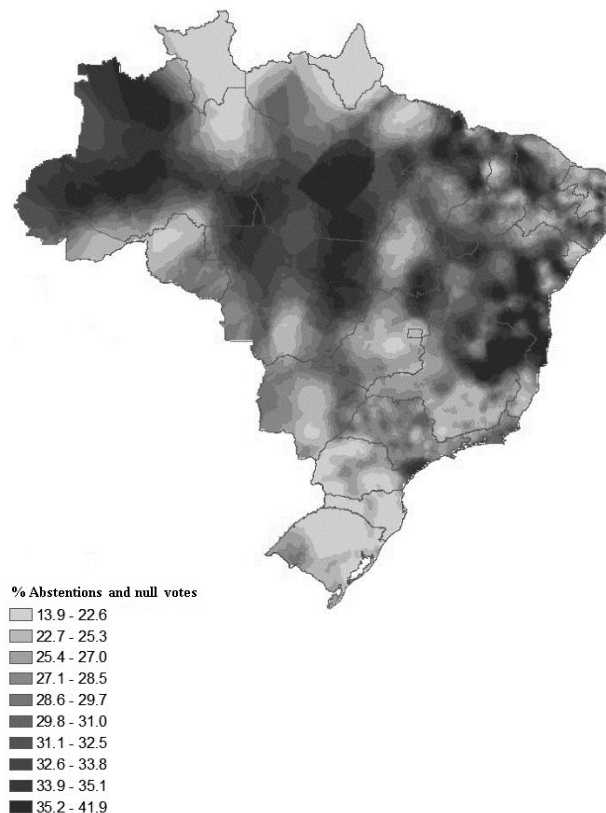 % Abstentions and null votes
13.9 - 22.6
22.7 - 25.3
25.4 - 27.0
27.1 - 28.5
28.6 - 29.7
29.8 - 31.0
31.1 - 32.5
32.6 - 33.8
33.9 - 35.1
35.2 - 41.9